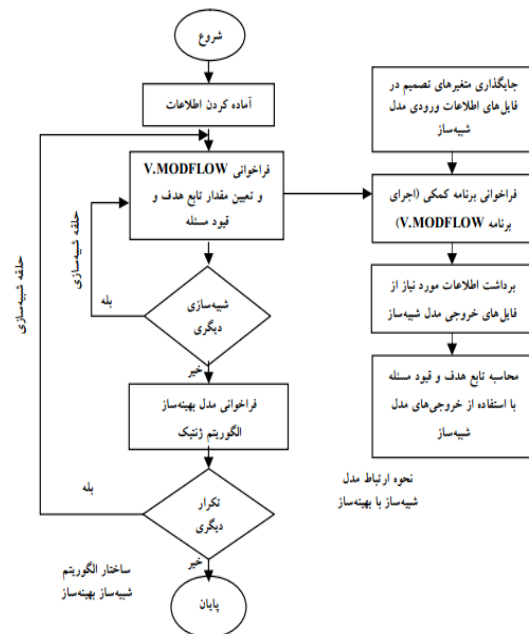 شروع
آماده کردن اطلاعات
فراخوانی V.MODFLOW
و تعیین مقدار تابع هدف و
قیود مسئله
حلقه شبیه‌سازی
حلقه شبیه‌سازی
شبیه‌سازی
دیگری
بله
خیر
فراخوانی مدل بهینه‌ساز
الگوریتم ژنتیک
تکرار
دیگری
بله
خیر
پایان
ساختار الگوریتم
شبیه ساز بهینه‌ساز
جایگذاری متغیرهای تصمیم در
فایل‌های اطلاعات ورودی مدل
شبیه‌ساز
فراخوانی برنامه کمکی (اجرای
برنامه V.MODFLOW)
برداشت اطلاعات مورد نیاز از
فایل‌های خروجی مدل شبیه‌ساز
محاسبه تابع هدف و قیود مسئله
با استفاده از خروجی‌های مدل
شبیه‌ساز
نحوه ارتباط مدل
شبیه‌ساز با بهینه‌ساز